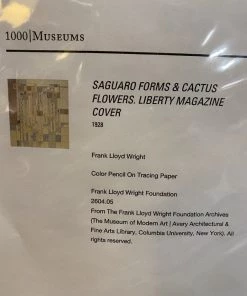 1000|MUSEUMS
SAGUARO FORMS & CACTUS
FLOWERS. LIBERTY MAGAZINE
COVER
1928
Frank Lloyd Wright
Color Pencil On Tracing Paper
Frank Lloyd Wright Foundation
2604.05
From The Frank Lloyd Wright Foundation Archives
(The Museum of Modern Art | Avery Architectural &
Fine Arts Library, Columbia University, New York). All
rights reserved.